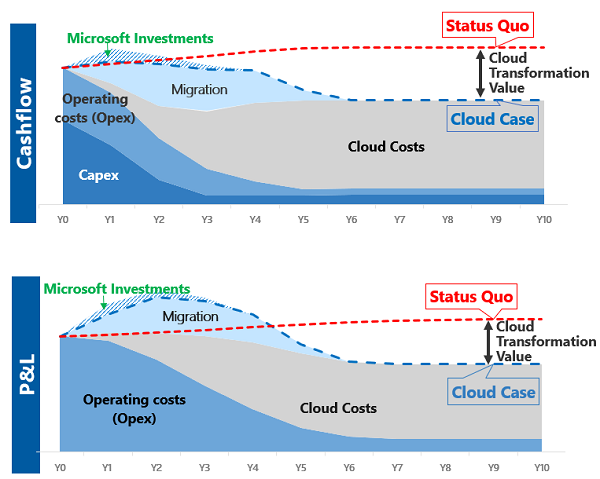 Cashflow
Microsoft Investments
Status Quo
Migration
Cloud
Transformation
Value
Operating
costs (Opex)
Cloud Case
Cloud Costs
Capex
Y0 Y1 Y2 Y3 Y4 Y5 Y6 Y7 Y8 Y9 Y10
P&L
Microsoft Investments
Status Quo
Migration
Cloud
Transformation
Value
Cloud Case
Operating costs
(Opex)
Cloud Costs
Y0 Y1 Y2 Y3 Y4 Y5 Y6 Y7 Y8 Y9 Y10